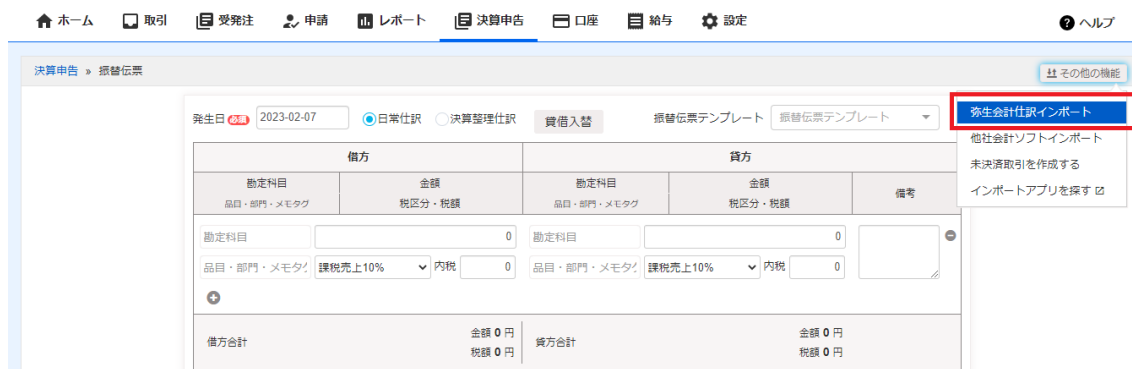 ホーム 取引 受発注 申請 レポート 決算申告 口座 給与 設定 ヘルプ
決算申告 » 振替伝票 その他の機能
弥生会計仕訳インポート
他社会計ソフトインポート
未決済取引を作成する
インポートアプリを探す
発生日 必須 2023-02-07 日常仕訳 決算整理仕訳 貸借入替 振替伝票テンプレート 振替伝票テンプレート
借方 貸方
勘定科目 金額 勘定科目 金額 備考
品目・部門・メモタグ 税区分・税額 品目・部門・メモタグ 税区分・税額
勘定科目 0 勘定科目 0
品目・部門・メモタグ 課税売上10% 内税 0 品目・部門・メモタグ 課税売上10% 内税 0
借方合計 金額 0 円 貸方合計 金額 0 円
税額 0 円 税額 0 円